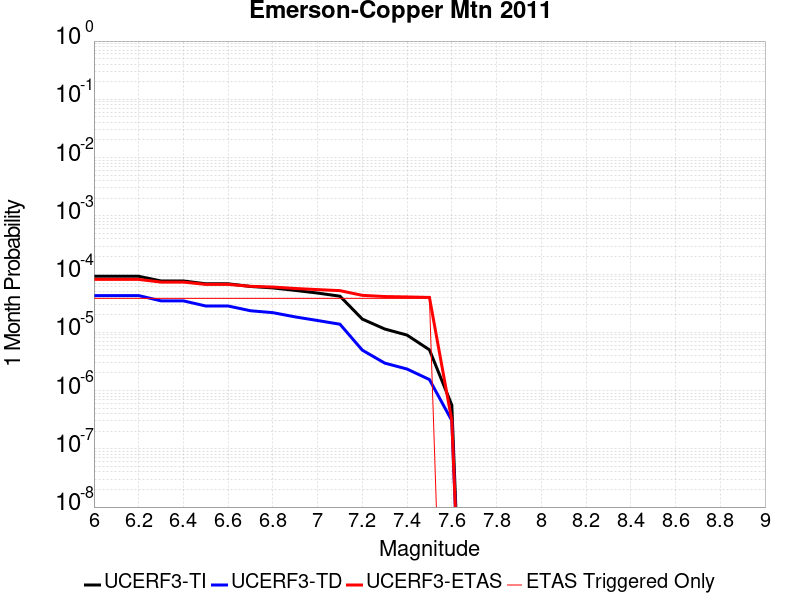 Emerson-Copper Mtn 2011
10^0
10^-1
10^-2
10^-3
10^-4
10^-5
10^-6
10^-7
10^-8
1 Month Probability
6 6.2 6.4 6.6 6.8 7 7.2 7.4 7.6 7.8 8 8.2 8.4 8.6 8.8 9
Magnitude
UCERF3-TI UCERF3-TD UCERF3-ETAS ETAS Triggered Only